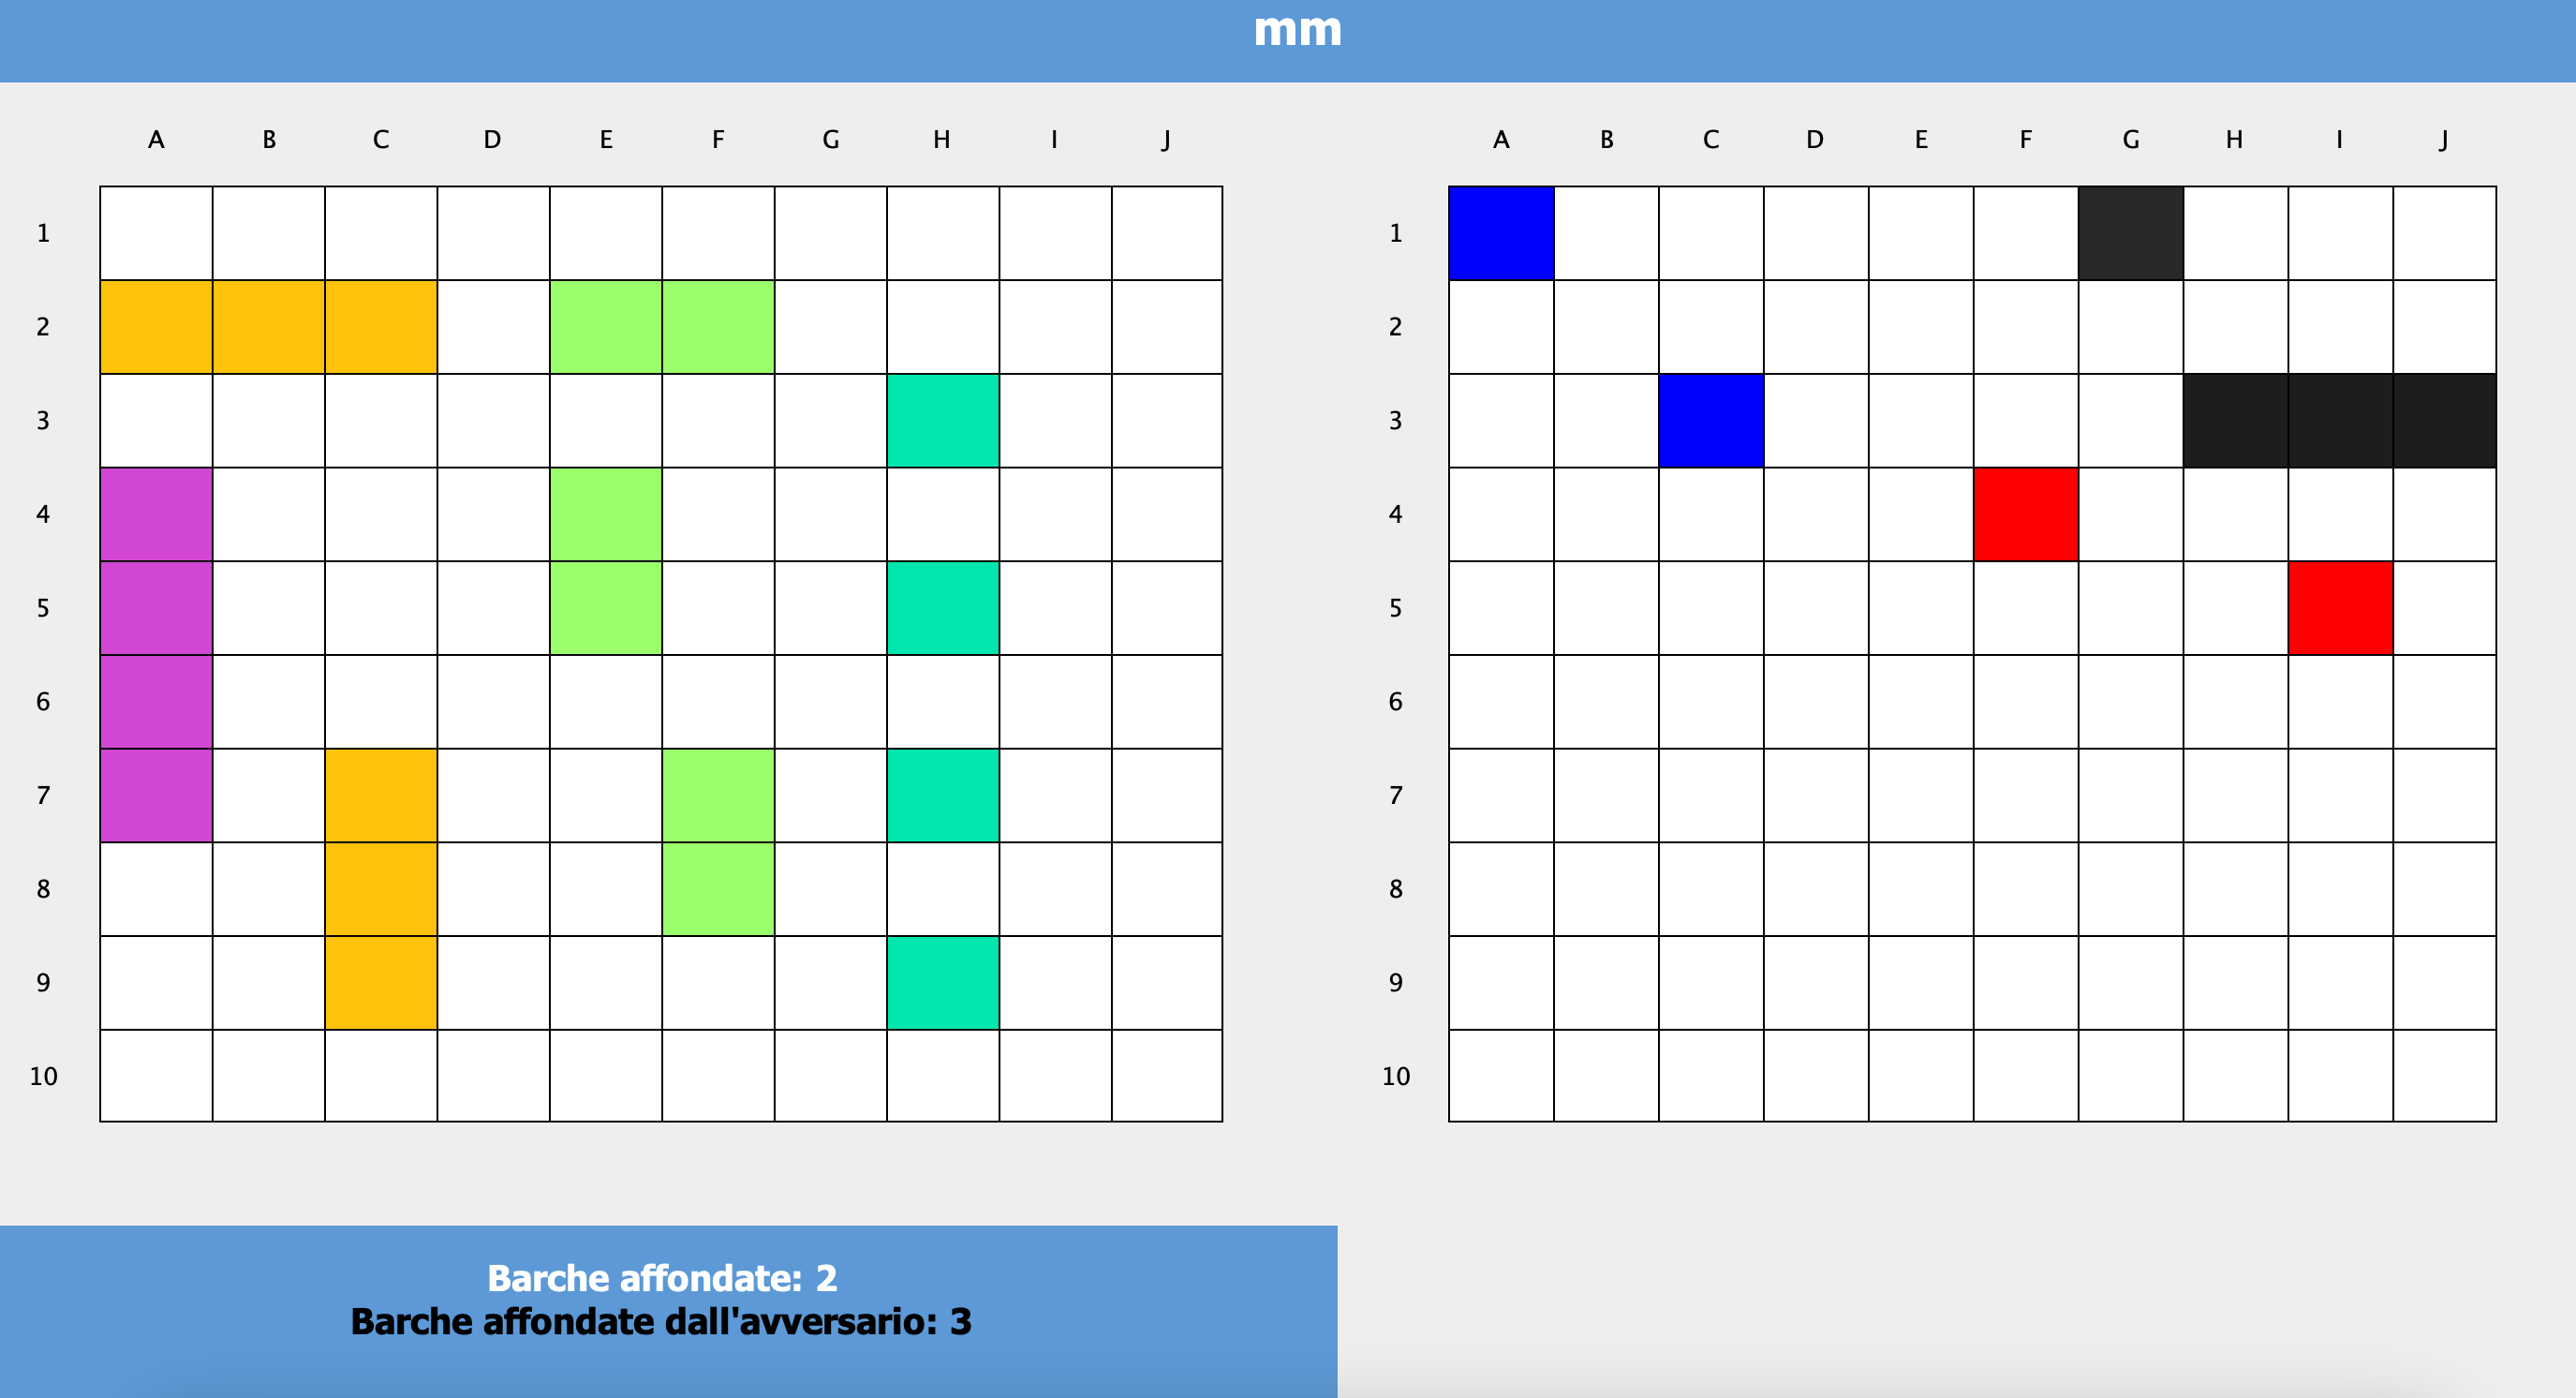 mm
A B C D E F G H I J
A B C D E F G H I J
1 1
2 2
3 3
4 4
5 5
6 6
7 7
8 8
9 9
10 10
Barche affondate: 2
Barche affondate dall'avversario: 3